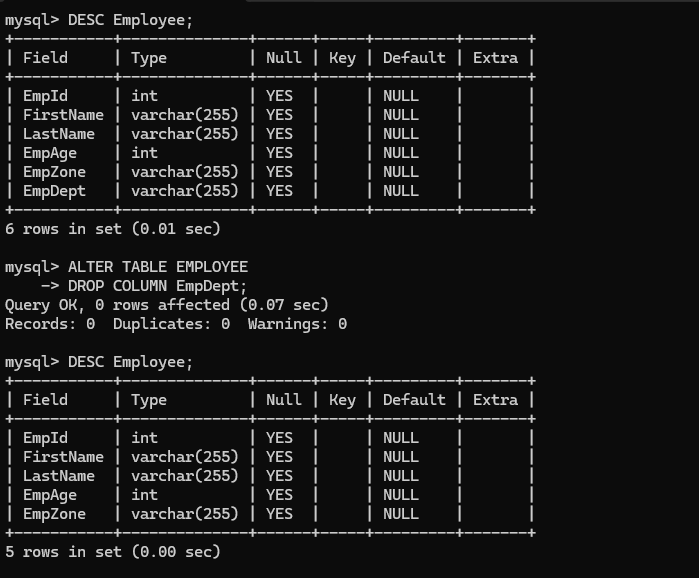 mysql> DESC Employee;
+-----------+--------------+------+-----+---------+-------+
| Field     | Type         | Null | Key | Default | Extra |
+-----------+--------------+------+-----+---------+-------+
| EmpId     | int          | YES  |     | NULL    |       |
| FirstName | varchar(255) | YES  |     | NULL    |       |
| LastName  | varchar(255) | YES  |     | NULL    |       |
| EmpAge    | int          | YES  |     | NULL    |       |
| EmpZone   | varchar(255) | YES  |     | NULL    |       |
| EmpDept   | varchar(255) | YES  |     | NULL    |       |
+-----------+--------------+------+-----+---------+-------+
6 rows in set (0.01 sec)

mysql> ALTER TABLE EMPLOYEE
    -> DROP COLUMN EmpDept;
Query OK, 0 rows affected (0.07 sec)
Records: 0  Duplicates: 0  Warnings: 0

mysql> DESC Employee;
+-----------+--------------+------+-----+---------+-------+
| Field     | Type         | Null | Key | Default | Extra |
+-----------+--------------+------+-----+---------+-------+
| EmpId     | int          | YES  |     | NULL    |       |
| FirstName | varchar(255) | YES  |     | NULL    |       |
| LastName  | varchar(255) | YES  |     | NULL    |       |
| EmpAge    | int          | YES  |     | NULL    |       |
| EmpZone   | varchar(255) | YES  |     | NULL    |       |
+-----------+--------------+------+-----+---------+-------+
5 rows in set (0.00 sec)